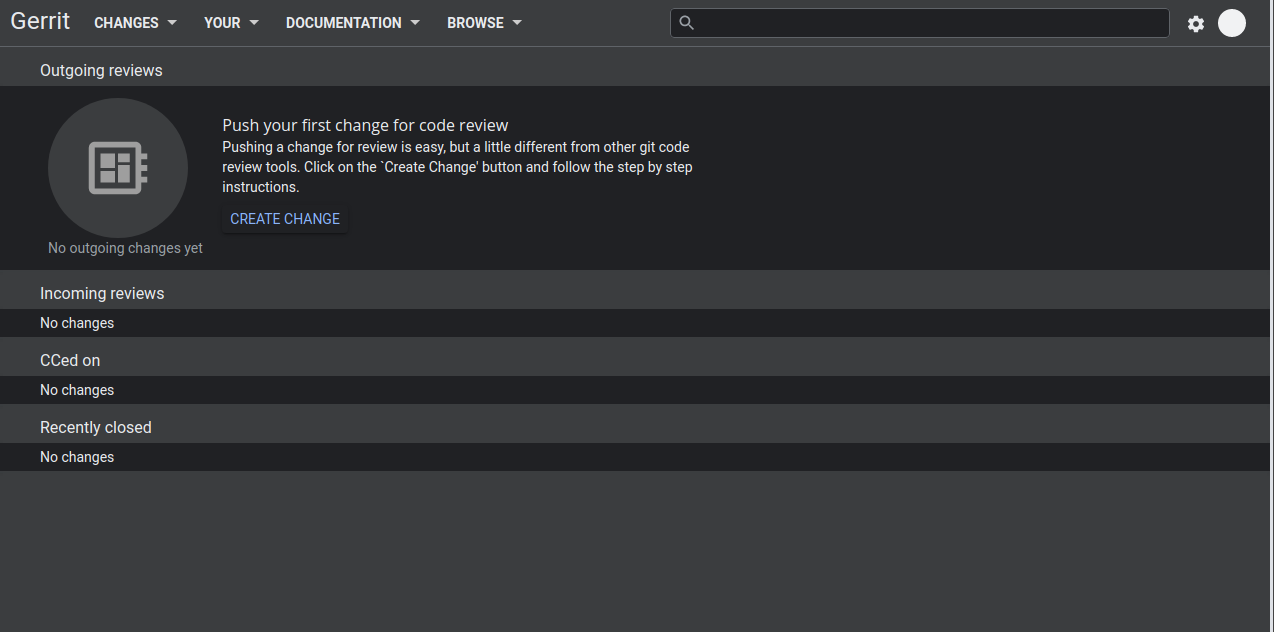 Gerrit CHANGES YOUR DOCUMENTATION BROWSE
Outgoing reviews
Push your first change for code review
Pushing a change for review is easy, but a little different from other git code
review tools. Click on the `Create Change' button and follow the step by step
instructions.
CREATE CHANGE
No outgoing changes yet
Incoming reviews
No changes
CCed on
No changes
Recently closed
No changes